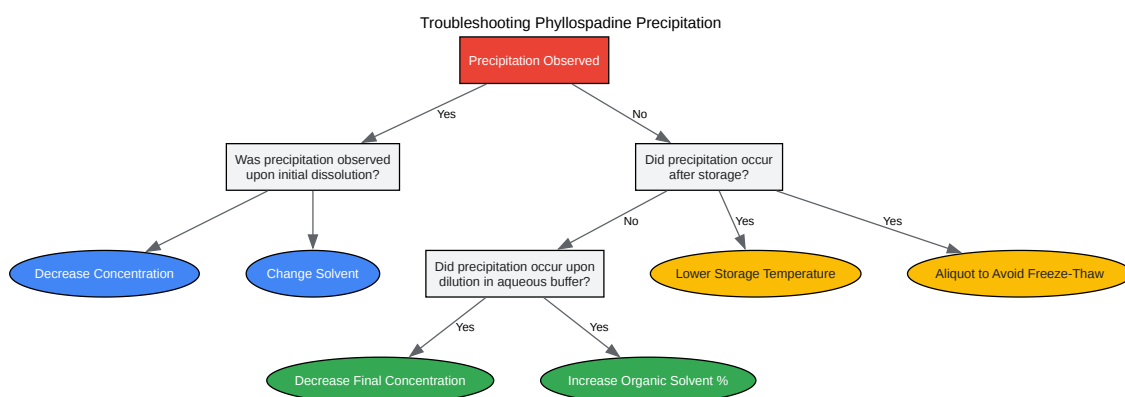 Troubleshooting Phyllospadine Precipitation
Precipitation Observed
Yes
No
Was precipitation observed
upon initial dissolution?
Did precipitation occur
after storage?
No
Yes
Yes
Decrease Concentration
Change Solvent
Did precipitation occur upon
dilution in aqueous buffer?
Lower Storage Temperature
Aliquot to Avoid Freeze-Thaw
Yes
Yes
Decrease Final Concentration
Increase Organic Solvent %